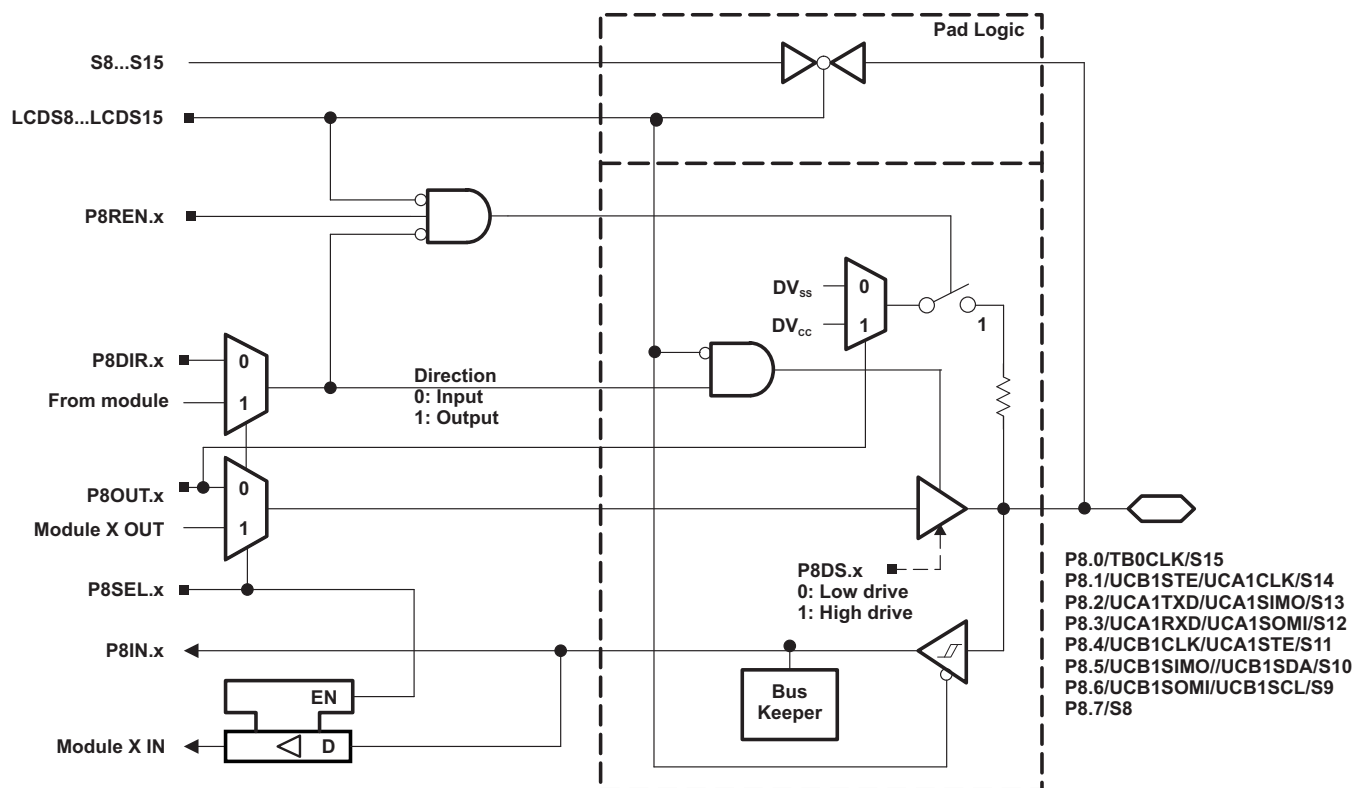 Pad Logic
S8...S15
LCDS8...LCDS15
P8REN.x
DVSS
0
DVCC
1
1
P8DIR.x
0
From module
1
Direction
0: Input
1: Output
P8OUT.x
0
Module X OUT
1
P8DS.x
0: Low drive
1: High drive
P8SEL.x
P8IN.x
EN
Bus
Keeper
Module X IN
D
P8.0/TB0CLK/S15
P8.1/UCB1STE/UCA1CLK/S14
P8.2/UCA1TXD/UCA1SIMO/S13
P8.3/UCA1RXD/UCA1SOMI/S12
P8.4/UCB1CLK/UCA1STE/S11
P8.5/UCB1SIMO//UCB1SDA/S10
P8.6/UCB1SOMI/UCB1SCL/S9
P8.7/S8